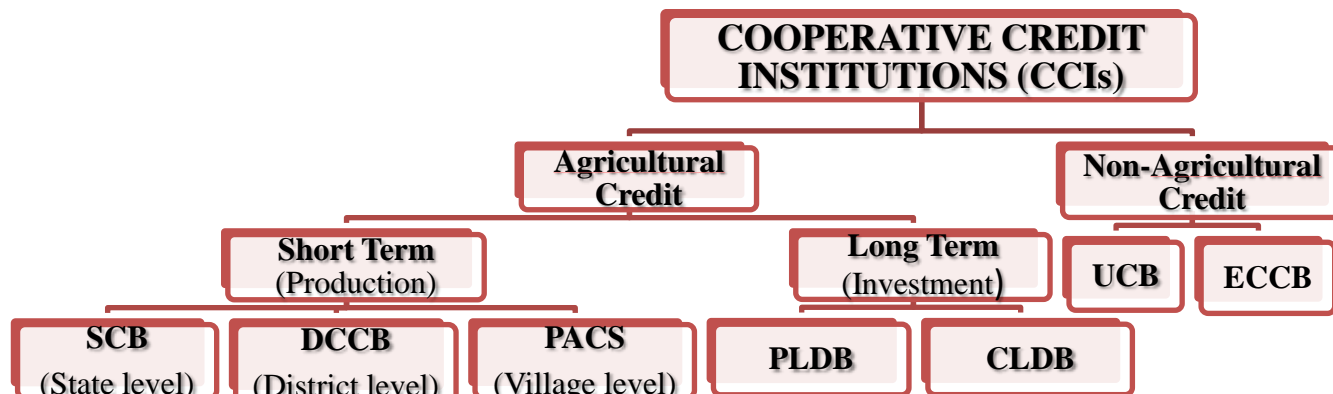 COOPERATIVE CREDIT
INSTITUTIONS (CCIs)
Agricultural
Credit
Non-Agricultural
Credit
Short Term
(Production)
Long Term
(Investment)
UCB
ECCB
SCB
(State level)
DCCB
(District level)
PACS
(Village level)
PLDB
CLDB